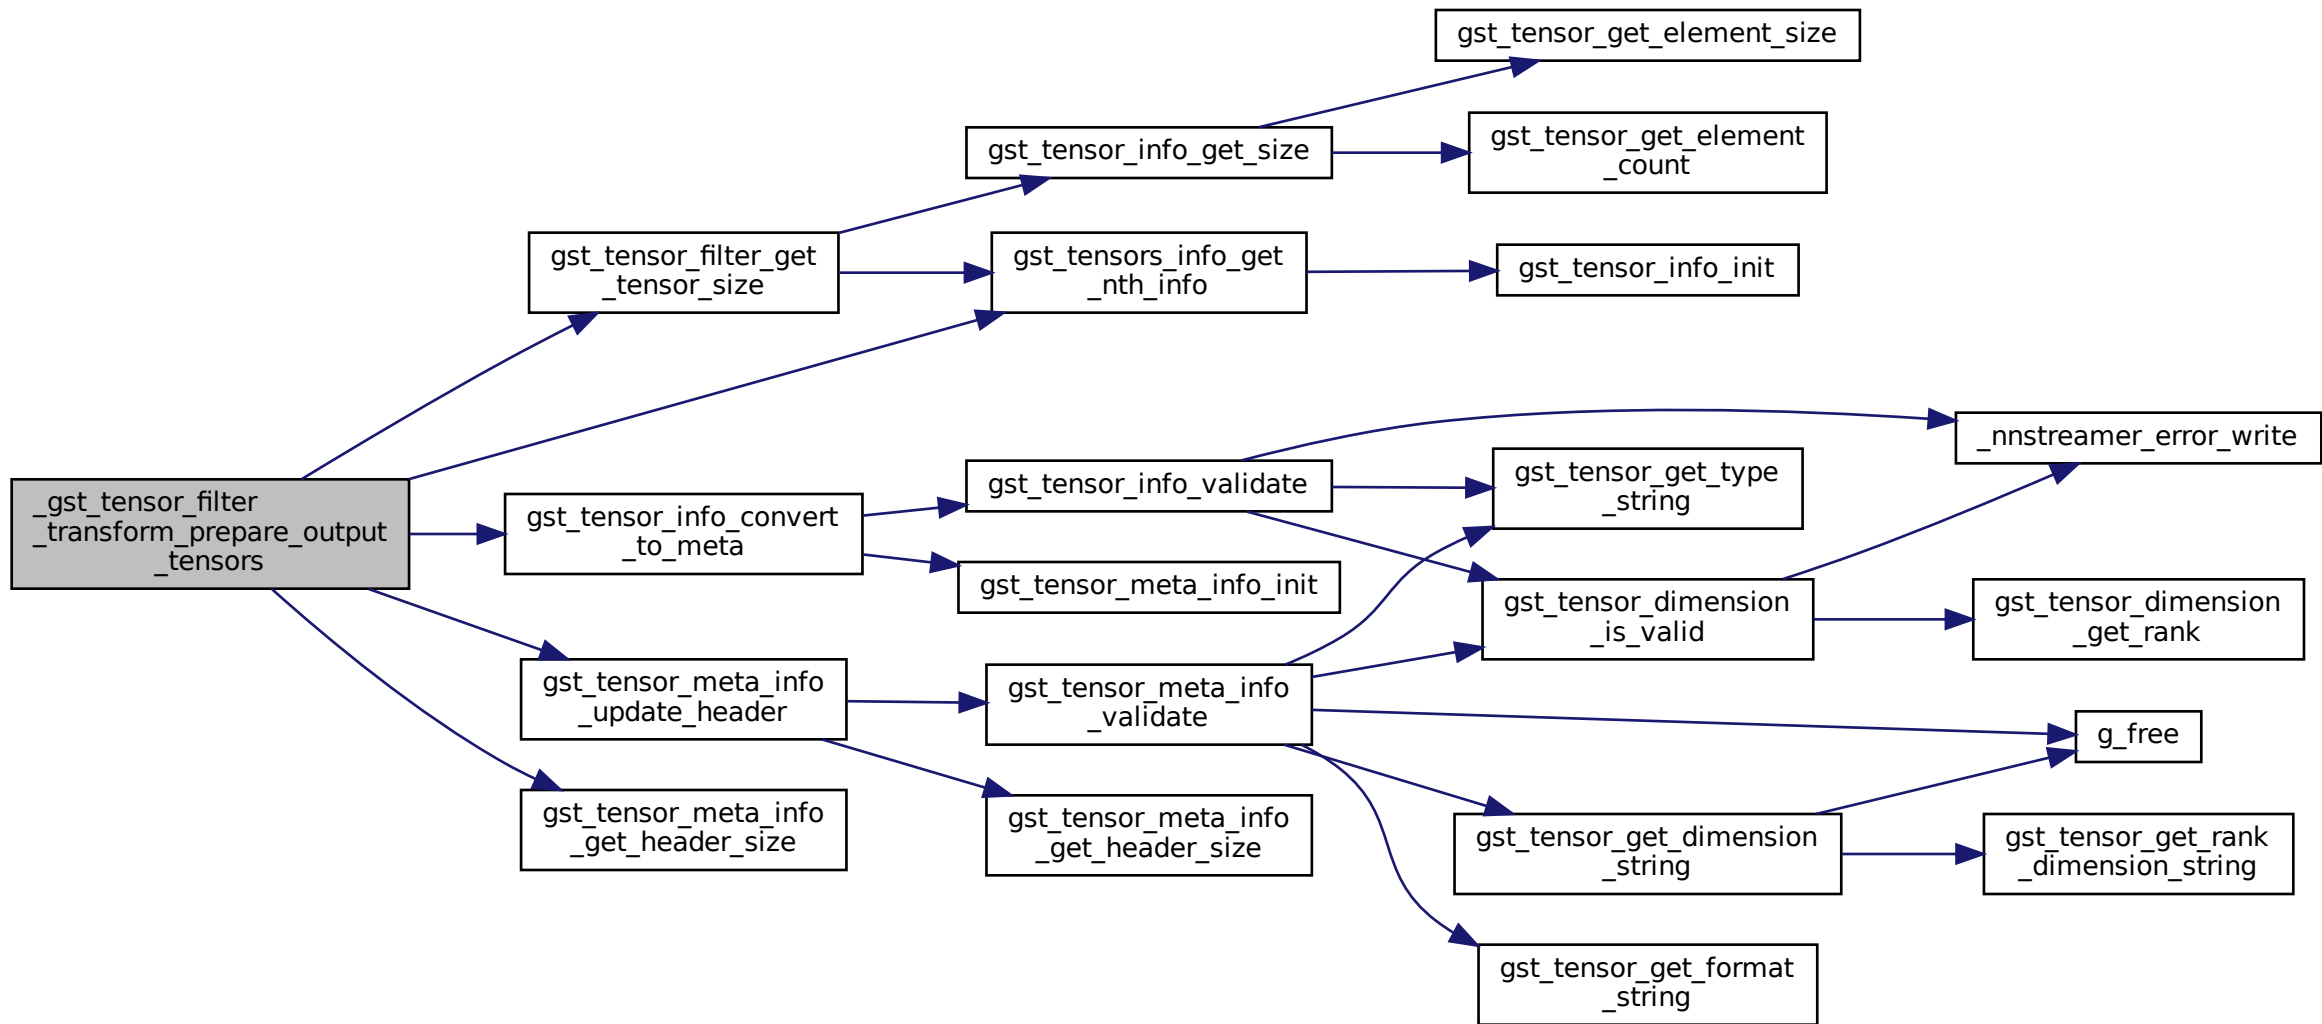 _gst_tensor_filter
_transform_prepare_output
_tensors
gst_tensor_filter_get
_tensor_size
gst_tensor_info_convert
_to_meta
gst_tensor_meta_info
_update_header
gst_tensor_meta_info
_get_header_size
gst_tensor_info_get_size
gst_tensors_info_get
_nth_info
gst_tensor_info_validate
gst_tensor_meta_info_init
gst_tensor_meta_info
_validate
gst_tensor_meta_info
_get_header_size
gst_tensor_get_element_size
gst_tensor_get_element
_count
gst_tensor_info_init
gst_tensor_get_type
_string
gst_tensor_dimension
_is_valid
gst_tensor_get_dimension
_string
gst_tensor_get_format
_string
_nnstreamer_error_write
gst_tensor_dimension
_get_rank
g_free
gst_tensor_get_rank
_dimension_string